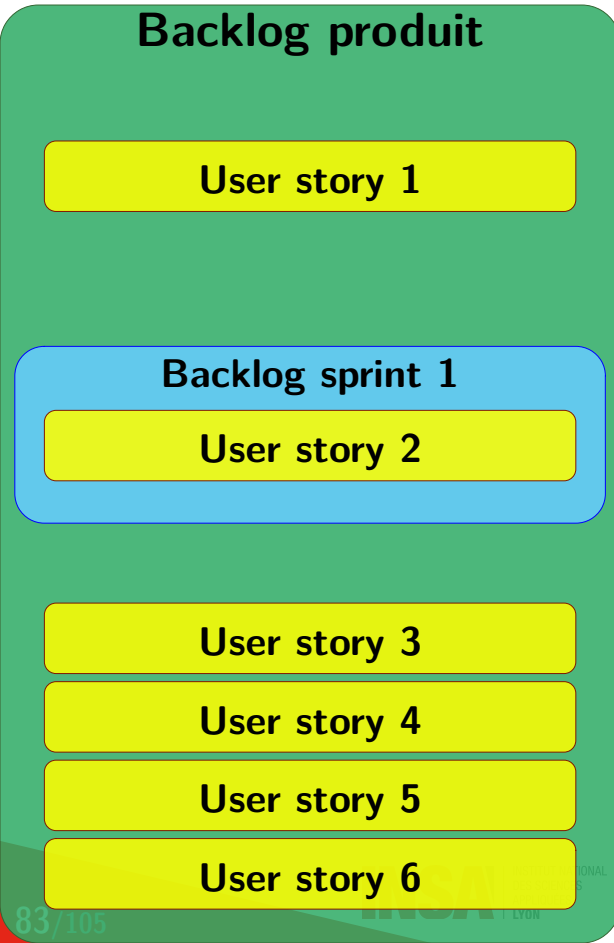 Backlog produit
User story 1
Backlog sprint 1
User story 2
User story 3
User story 4
User story 5
User story 6
INSA
LYON
83/105